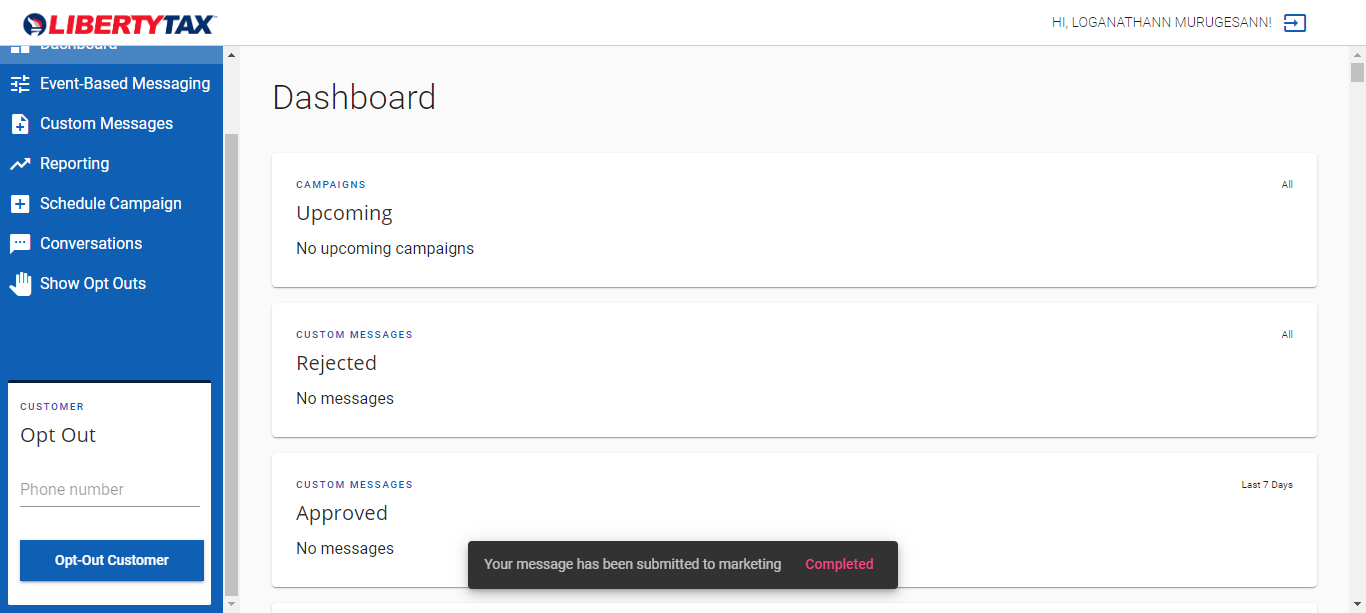 LIBERTYTAX
HI, LOGANATHANN MURUGESANN!
Dashboard
Event-Based Messaging
Custom Messages
Reporting
Schedule Campaign
Conversations
Show Opt Outs
CUSTOMER
Opt Out
Phone number
Opt-Out Customer
Dashboard
CAMPAIGNS
All
Upcoming
No upcoming campaigns
CUSTOM MESSAGES
All
Rejected
No messages
CUSTOM MESSAGES
Last 7 Days
Approved
No messages
Your message has been submitted to marketing Completed